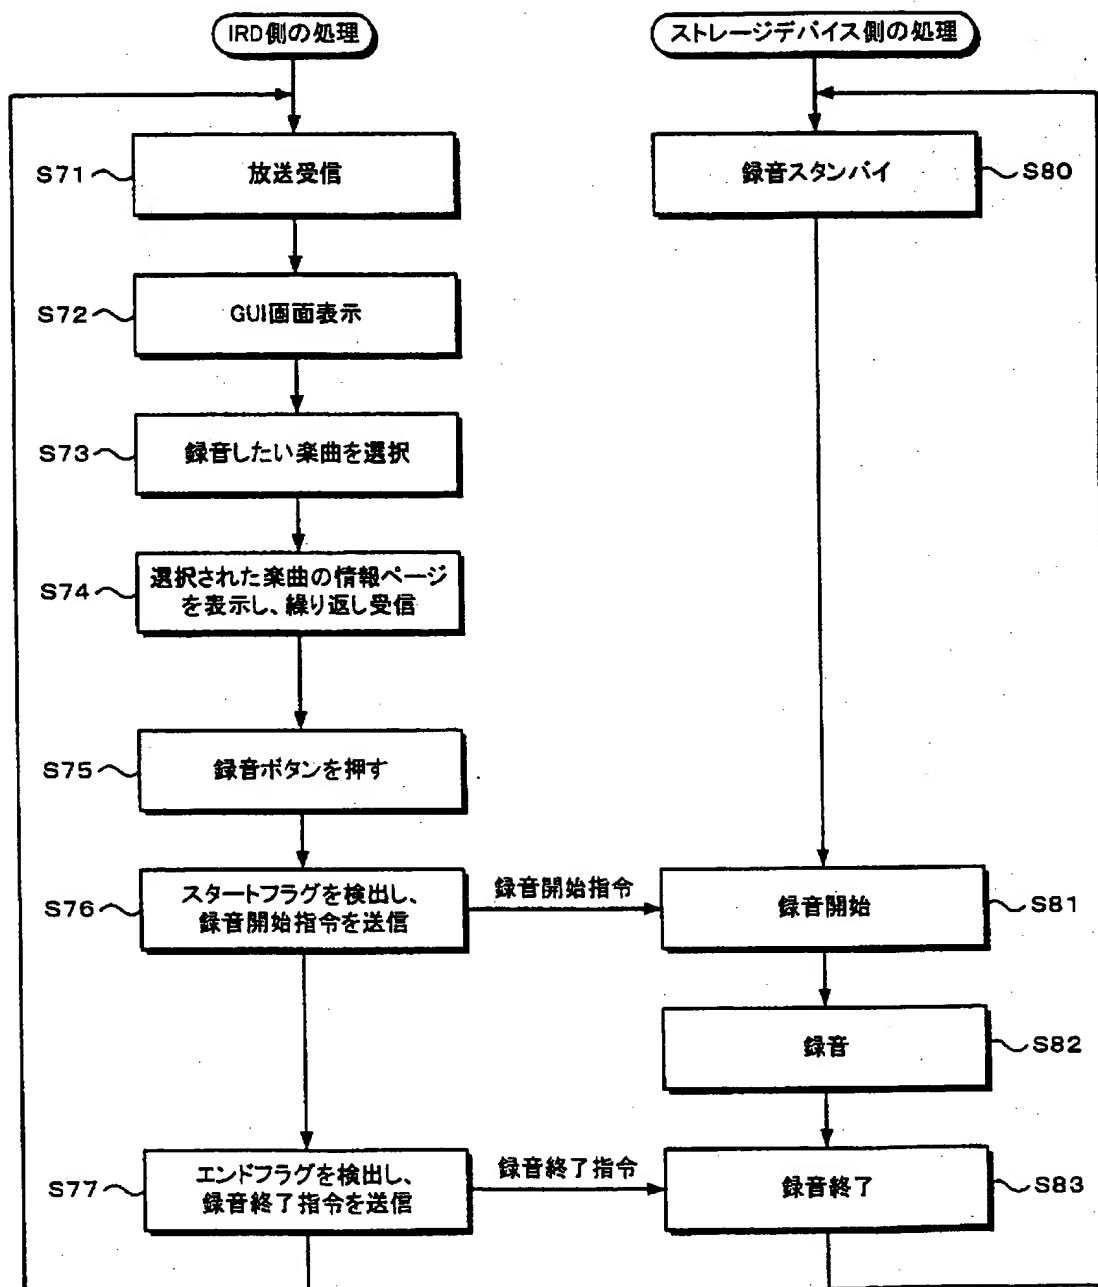 IRD側の処理
ストレージデバイス側の処理
S71
放送受信
録音スタンバイ
S80
S72
GUI画面表示
S73
録音したい楽曲を選択
S74
選択された楽曲の情報ページ
を表示し、繰り返し受信
S75
録音ボタンを押す
S76
スタートフラグを検出し、
録音開始指令を送信
録音開始指令
録音開始
S81
録音
S82
S77
エンドフラグを検出し、
録音終了指令を送信
録音終了指令
録音終了
S83